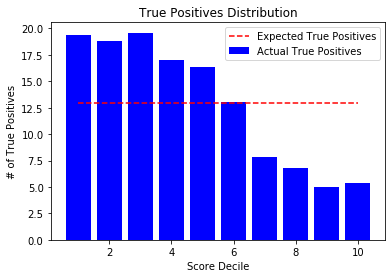 True Positives Distribution
Expected True Positives
Actual True Positives
# of True Positives
20.0
17.5
15.0
12.5
10.0
7.5
5.0
2.5
0.0
2 4 6 8 10
Score Decile